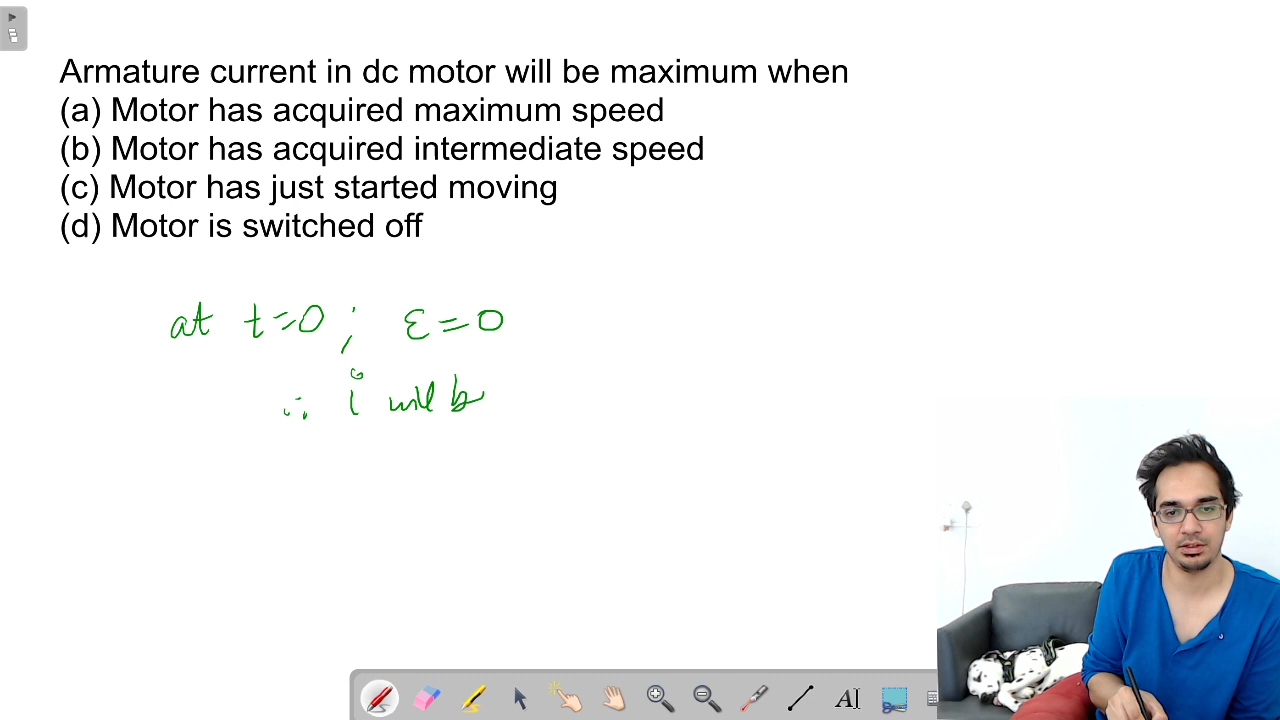 Armature current in dc motor will be maximum when
(a) Motor has acquired maximum speed
(b) Motor has acquired intermediate speed
(c) Motor has just started moving
(d) Motor is switched off
at t=0 ; ε=0
∴ i will be
AI